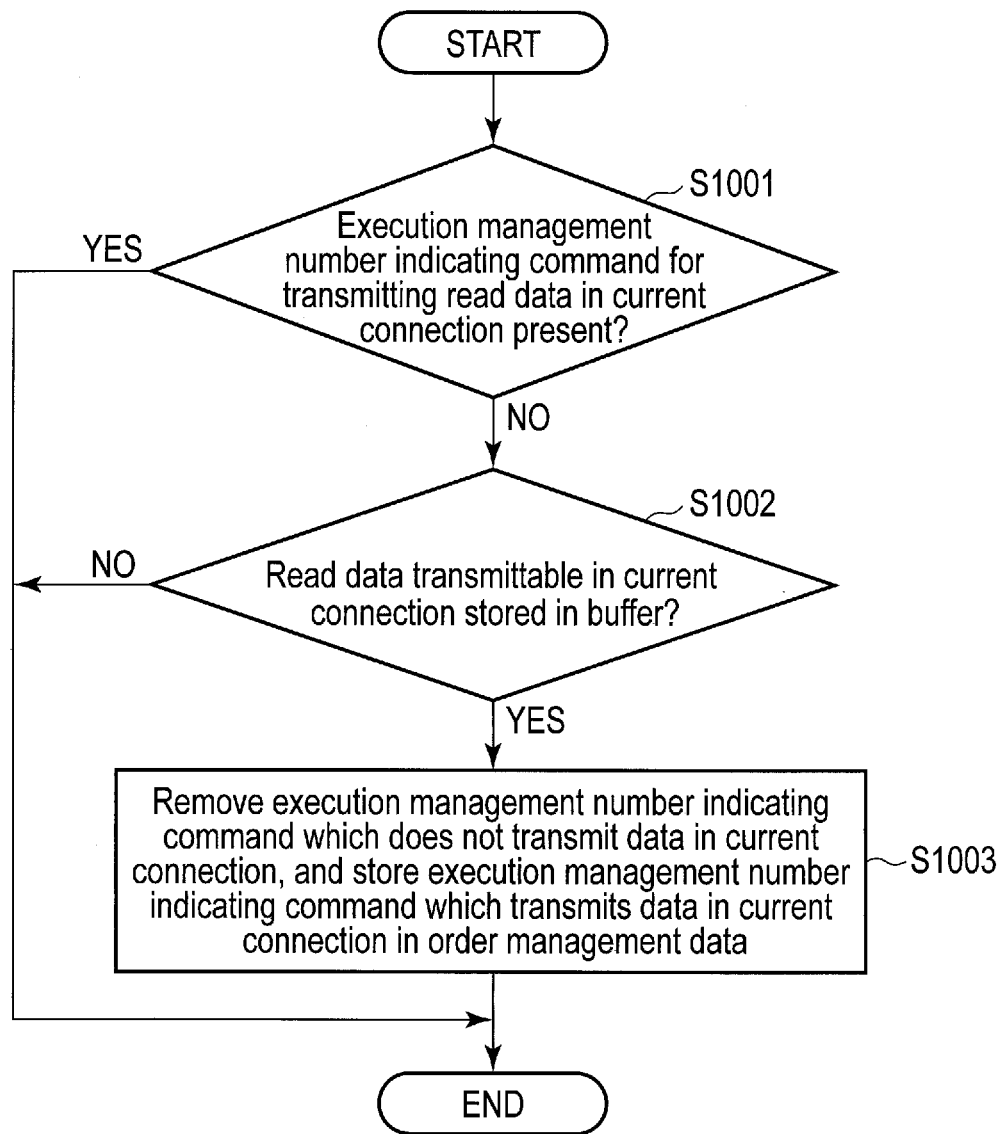 START
S1001
Execution management
number indicating command for
transmitting read data in current
connection present?
YES
NO
S1002
Read data transmittable in current
connection stored in buffer?
NO
YES
Remove execution management number indicating
command which does not transmit data in current
connection, and store execution management number
indicating command which transmits data in current
connection in order management data
S1003
END